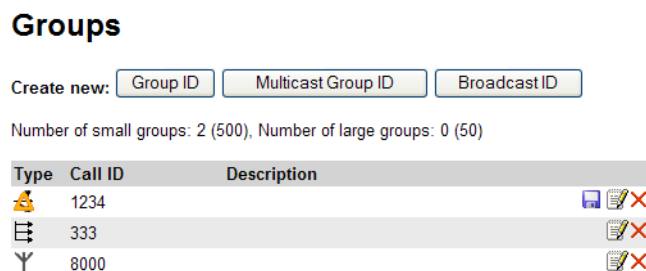 Groups
Create new: Group ID Multicast Group ID Broadcast ID
Number of small groups: 2 (500), Number of large groups: 0 (50)
Type Call ID Description
1234
333
8000